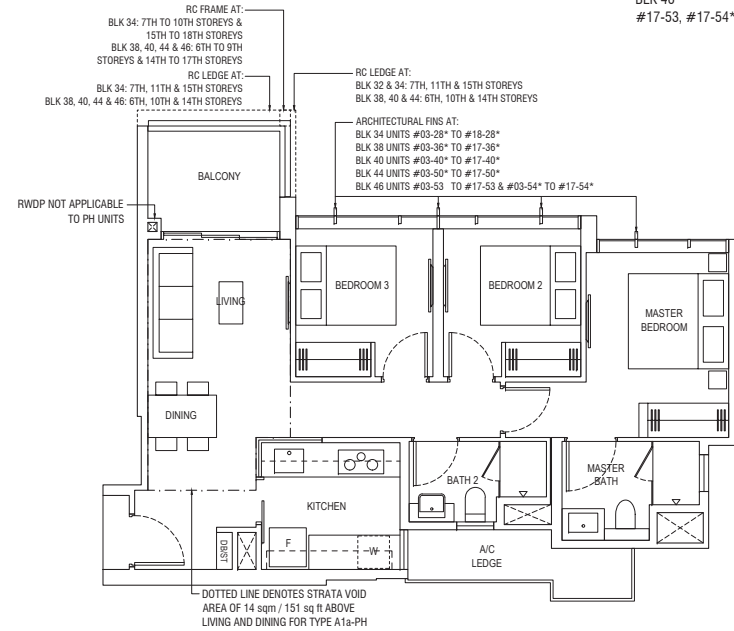 BLK 46
#17-53, #17-54*
RC FRAME AT:
BLK 34: 7TH TO 10TH STOREYS &
15TH TO 18TH STOREYS
BLK 38, 40, 44 & 46: 6TH TO 9TH
STOREYS & 14TH TO 17TH STOREYS
RC LEDGE AT:
BLK 34: 7TH, 11TH & 15TH STOREYS
BLK 38, 40, 44 & 46: 6TH, 10TH & 14TH STOREYS
RC LEDGE AT:
BLK 32 & 34: 7TH, 11TH & 15TH STOREYS
BLK 38, 40 & 44: 6TH, 10TH & 14TH STOREYS
ARCHITECTURAL FINS AT:
BLK 34 UNITS #03-28* TO #18-28*
BLK 38 UNITS #03-36* TO #17-36*
BLK 40 UNITS #03-40* TO #17-40*
BLK 44 UNITS #03-50* TO #17-50*
BLK 46 UNITS #03-53 TO #17-53 & #03-54* TO #17-54*
BALCONY
RWDP NOT APPLICABLE
TO PH UNITS
LIVING
BEDROOM 3
BEDROOM 2
MASTER
BEDROOM
DINING
KITCHEN
BATH 2
MASTER
BATH
F
W
DB/ST
A/C
LEDGE
DOTTED LINE DENOTES STRATA VOID
AREA OF 14 sqm / 151 sq ft ABOVE
LIVING AND DINING FOR TYPE A1a-PH